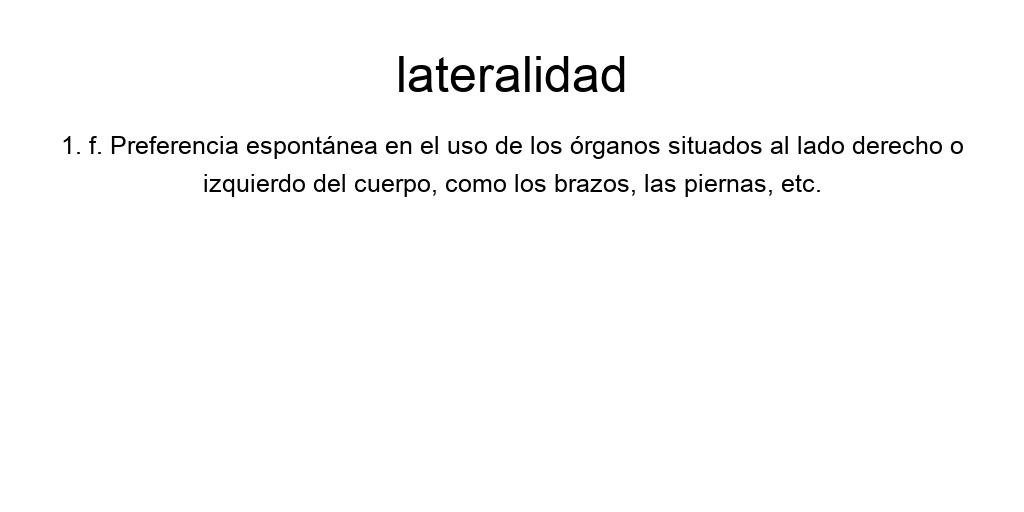 lateralidad
1. f. Preferencia espontánea en el uso de los órganos situados al lado derecho o
izquierdo del cuerpo, como los brazos, las piernas, etc.